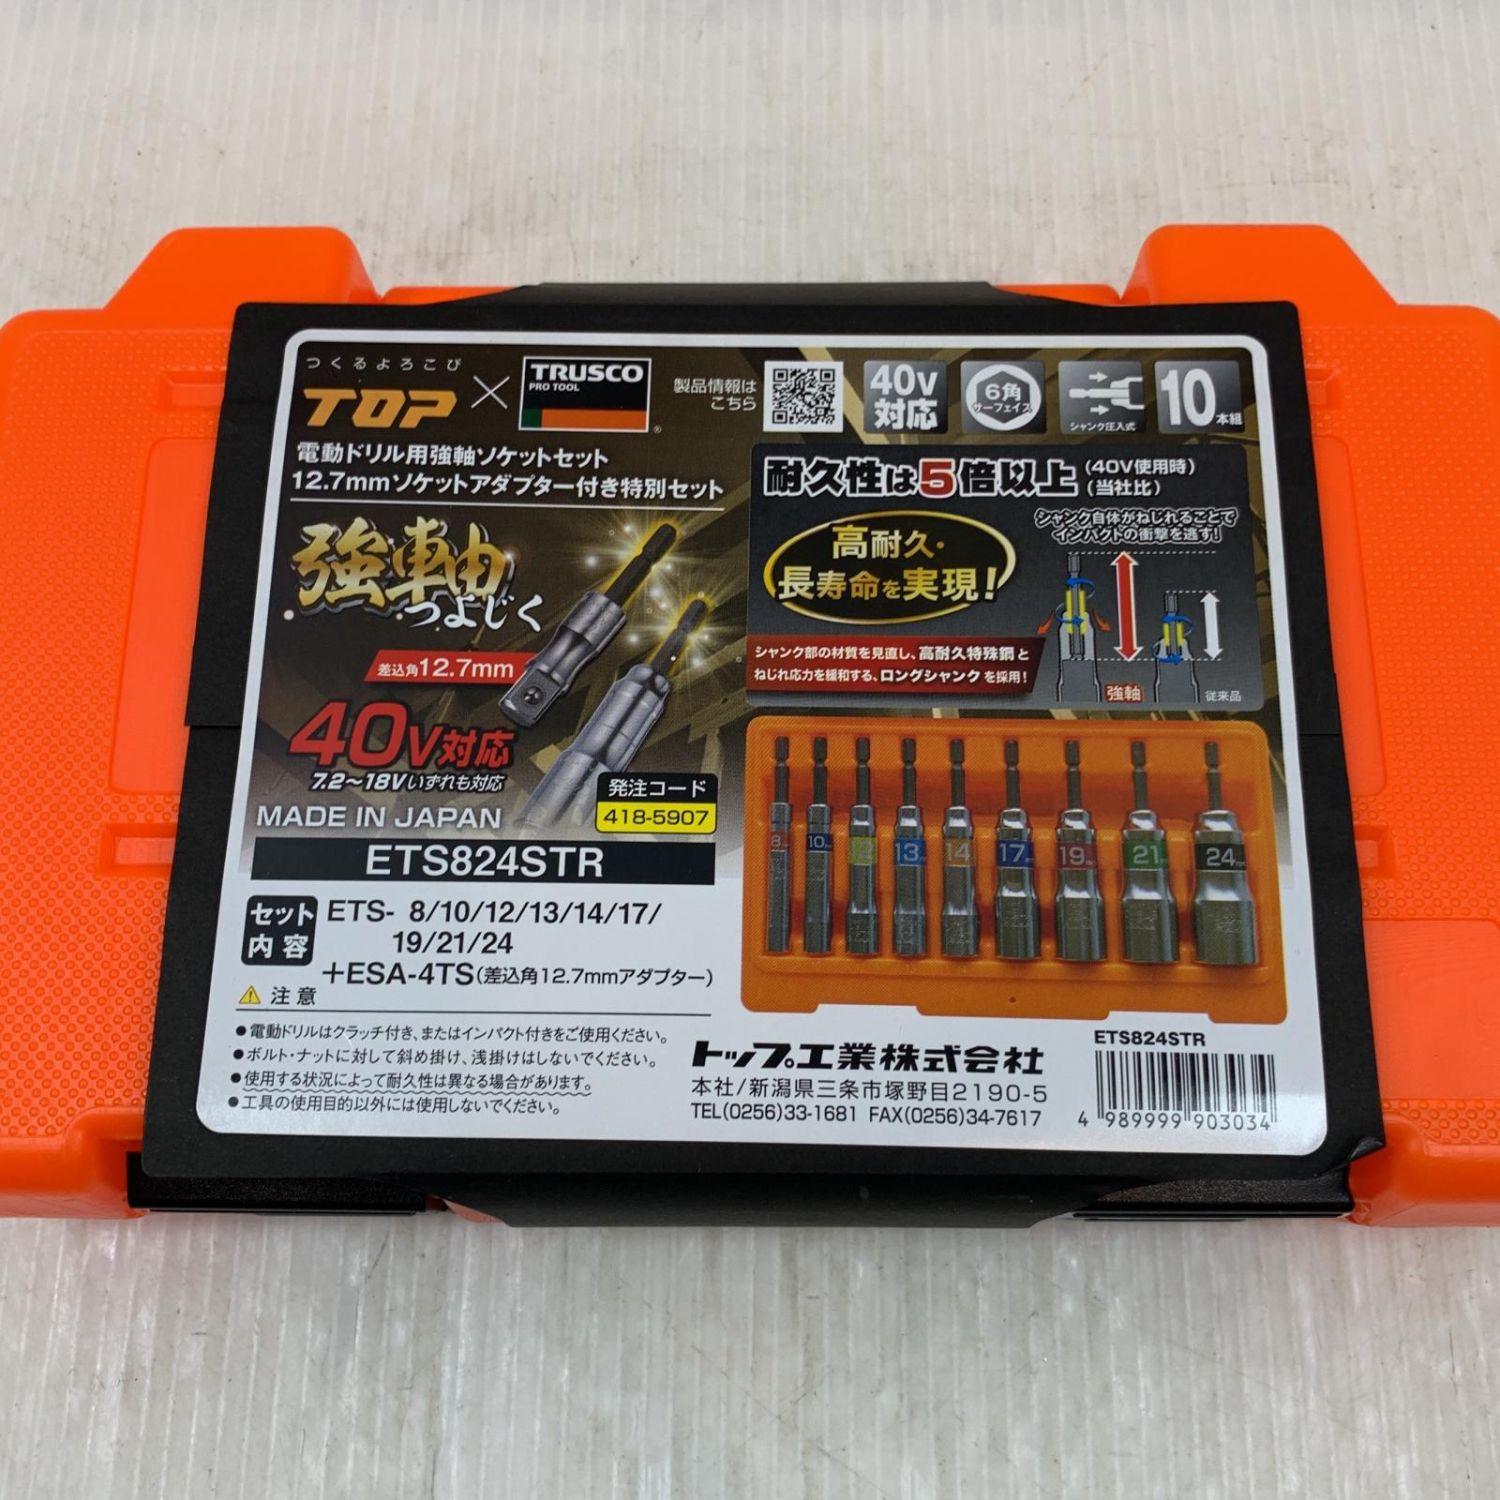 つくるよろこび
TOP × TRUSCO
PRO TOOL
製品情報は
こちら
40V
対応
6角
サーフェイス
シャンク圧入式
10本組
電動ドリル用強軸ソケットセット
12.7mmソケットアダプター付き特別セット
強軸
つよじく
差込角12.7mm
40V対応
7.2〜18Vいずれも対応
MADE IN JAPAN
発注コード
418-5907
ETS824STR
セット
内容
ETS- 8/10/12/13/14/17/
19/21/24
+ESA-4TS(差込角12.7mmアダプター)
⚠注意
●電動ドリルはクラッチ付き、またはインパクト付きをご使用ください。
●ボルト・ナットに対して斜め掛け、浅掛けはしないでください。
●使用する状況によって耐久性は異なる場合があります。
●工具の使用目的以外には使用しないでください。
耐久性は5倍以上
(40V使用時)
(当社比)
高耐久・
長寿命を実現!
シャンク自体がねじれることで
インパクトの衝撃を逃す!
シャンク部の材質を見直し、高耐久特殊鋼と
ねじれ応力を緩和する、ロングシャンクを採用!
強軸
従来品
8
10
12
13
14
17
19
21
24
トップ工業株式会社
本社/新潟県三条市塚野目2190-5
TEL(0256)33-1681 FAX(0256)34-7617
ETS824STR
4 989999 903034